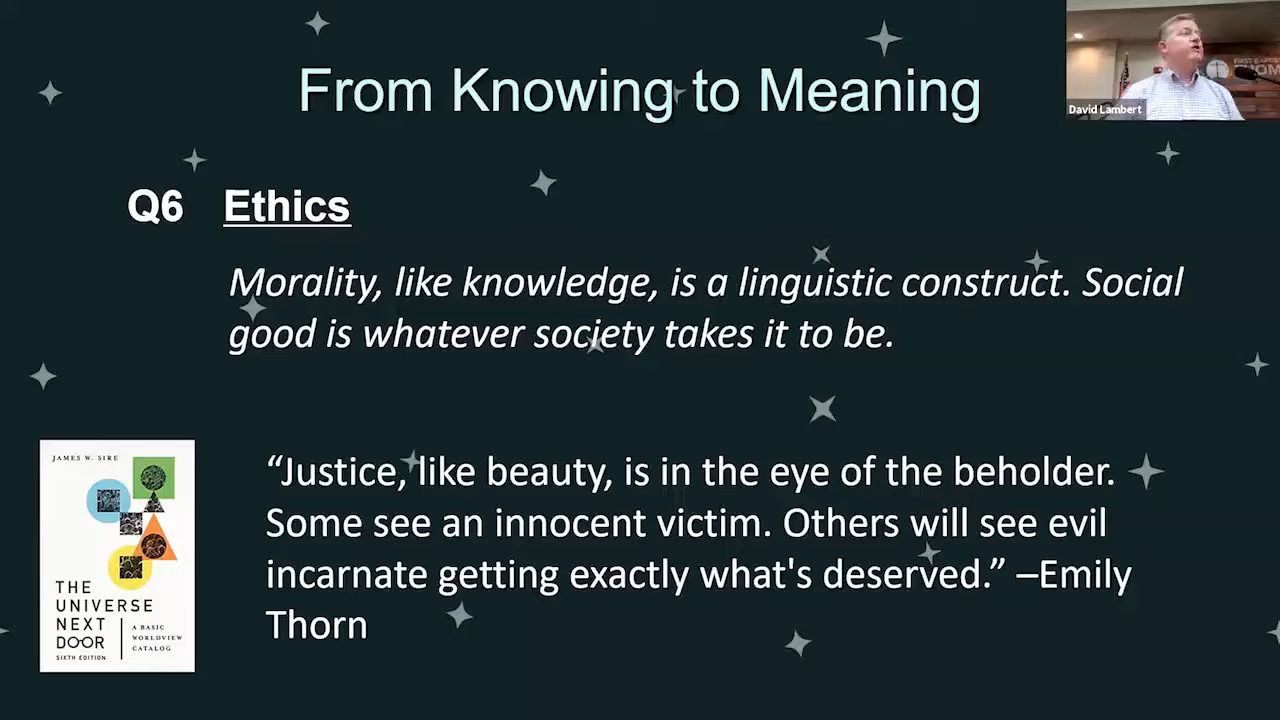 From Knowing to Meaning
David Lambert
Q6 Ethics
Morality, like knowledge, is a linguistic construct. Social
good is whatever society takes it to be.
JAMES W. SIRE
THE
UNIVERSE
NEXT
DOOR
SIXTH EDITION
A BASIC
WORLDVIEW
CATALOG
“Justice, like beauty, is in the eye of the beholder.
Some see an innocent victim. Others will see evil
incarnate getting exactly what's deserved.” –Emily
Thorn